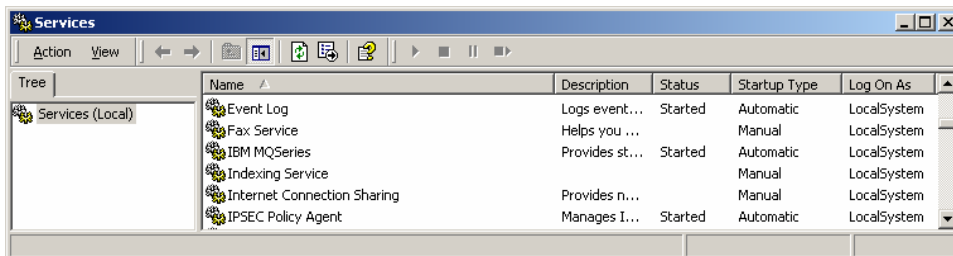 Services
Action View
Tree
Name Description Status Startup Type Log On As
Services (Local)
Event Log Logs event... Started Automatic LocalSystem
Fax Service Helps you ... Manual LocalSystem
IBM MQSeries Provides st... Started Automatic LocalSystem
Indexing Service Manual LocalSystem
Internet Connection Sharing Provides n... Manual LocalSystem
IPSEC Policy Agent Manages I... Started Automatic LocalSystem